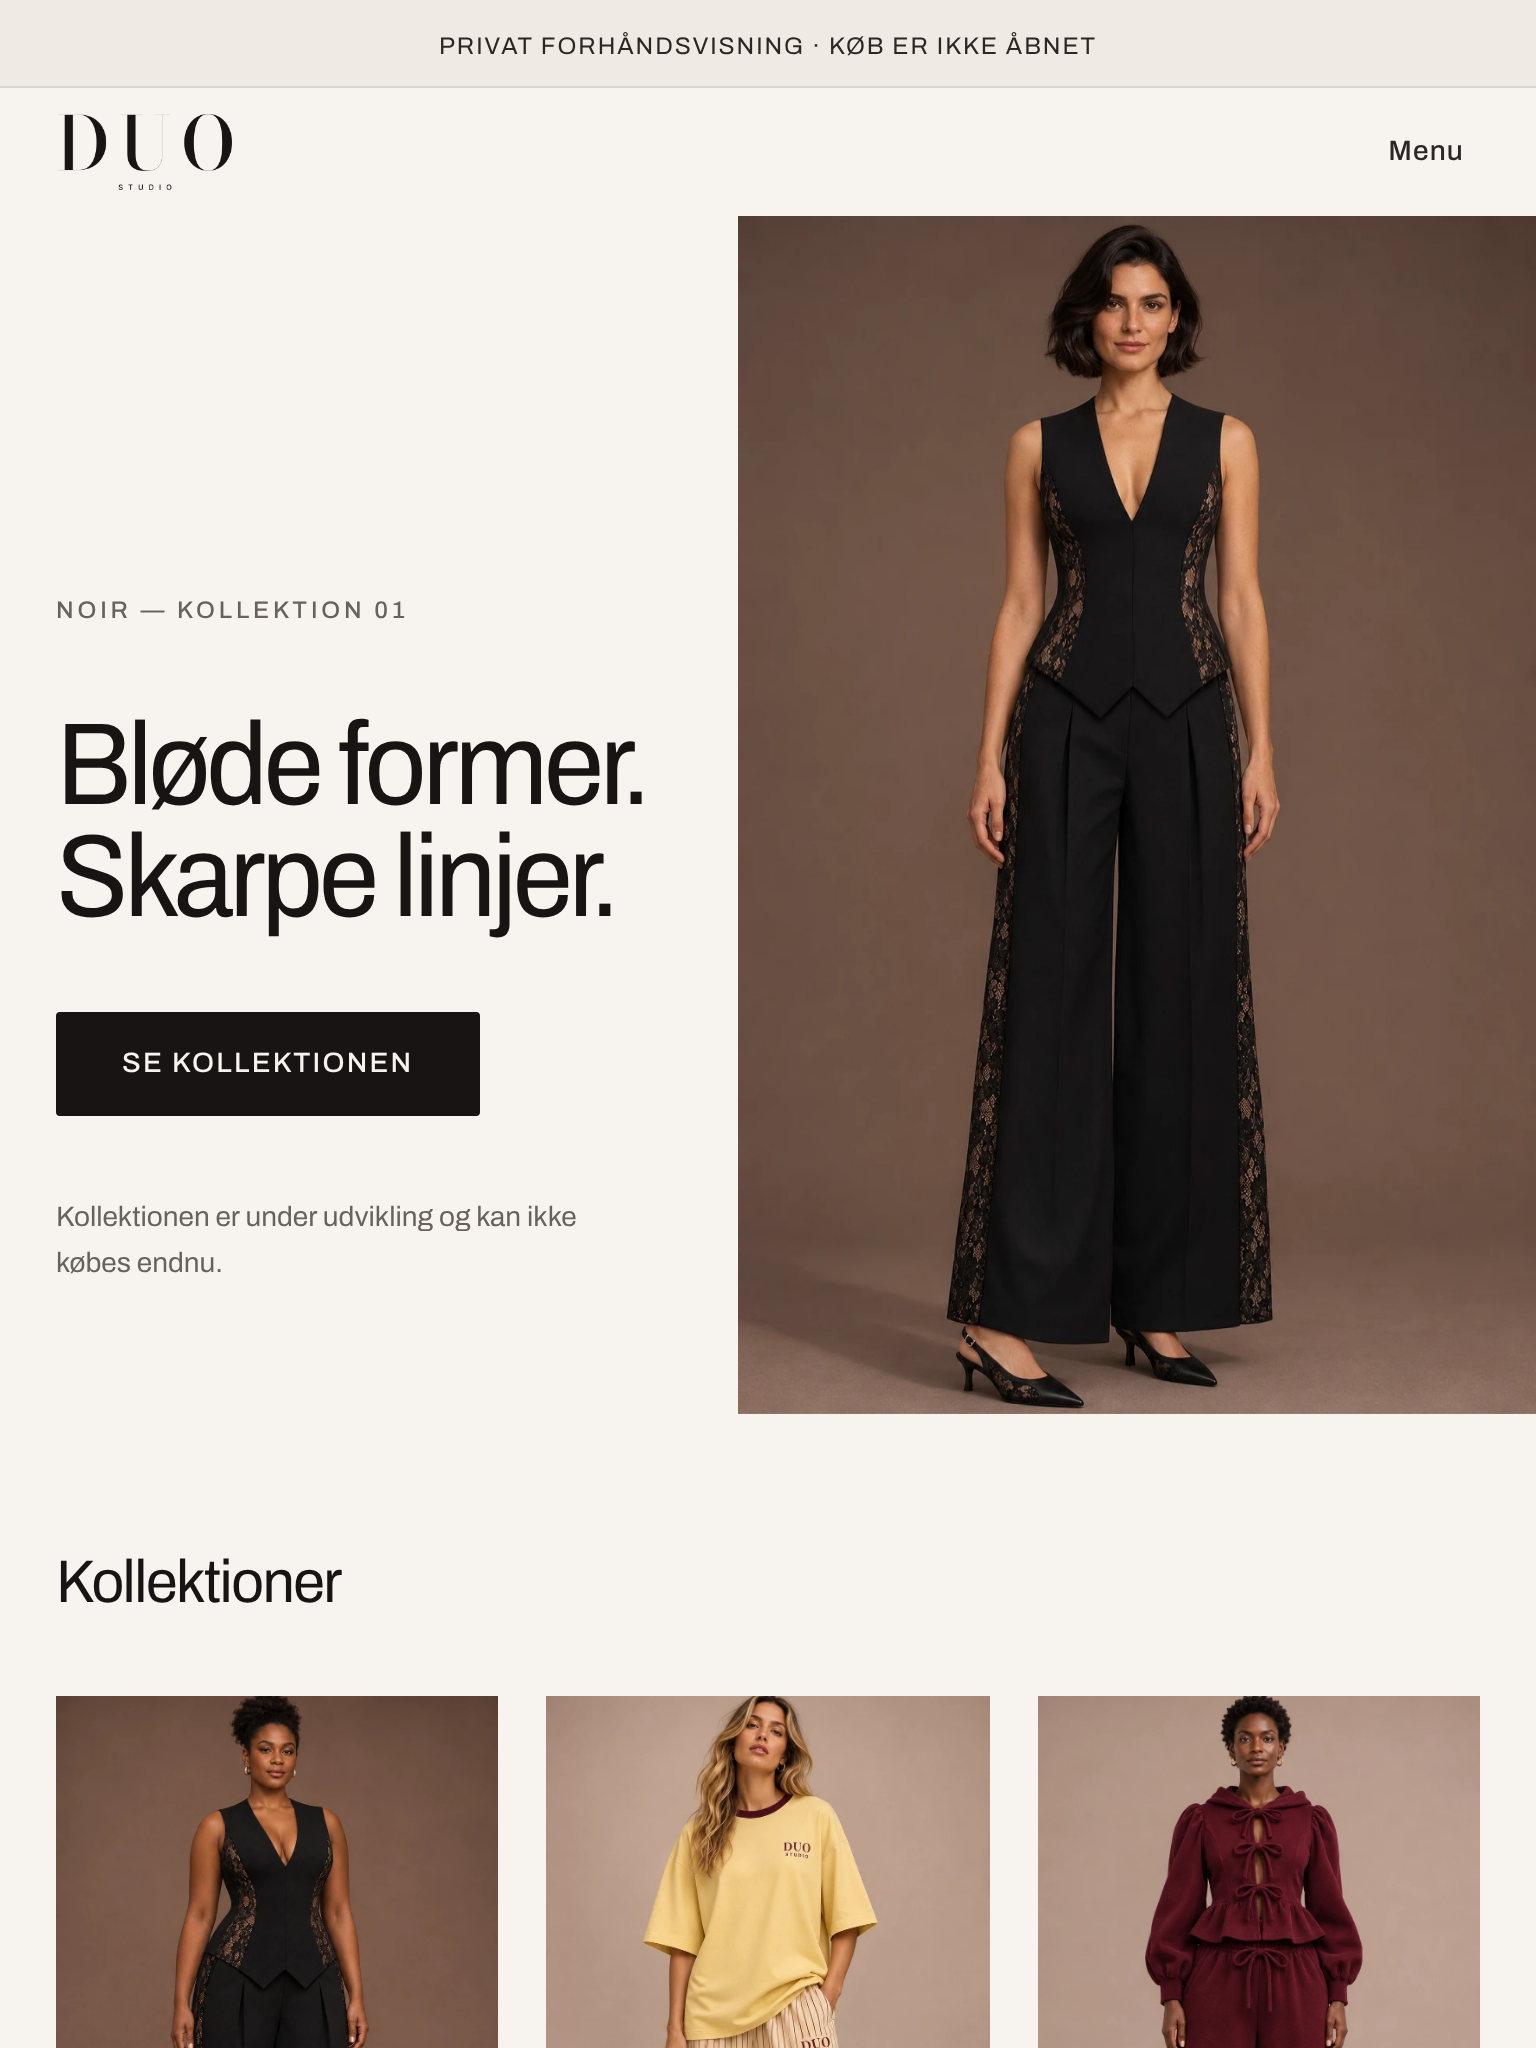 PRIVAT FORHÅNDSVISNING · KØB ER IKKE ÅBNET
DUO
STUDIO
Menu
NOIR — KOLLEKTION 01
Bløde former.
Skarpe linjer.
SE KOLLEKTIONEN
Kollektionen er under udvikling og kan ikke
købes endnu.
Kollektioner
DUO
STUDIO
DUO